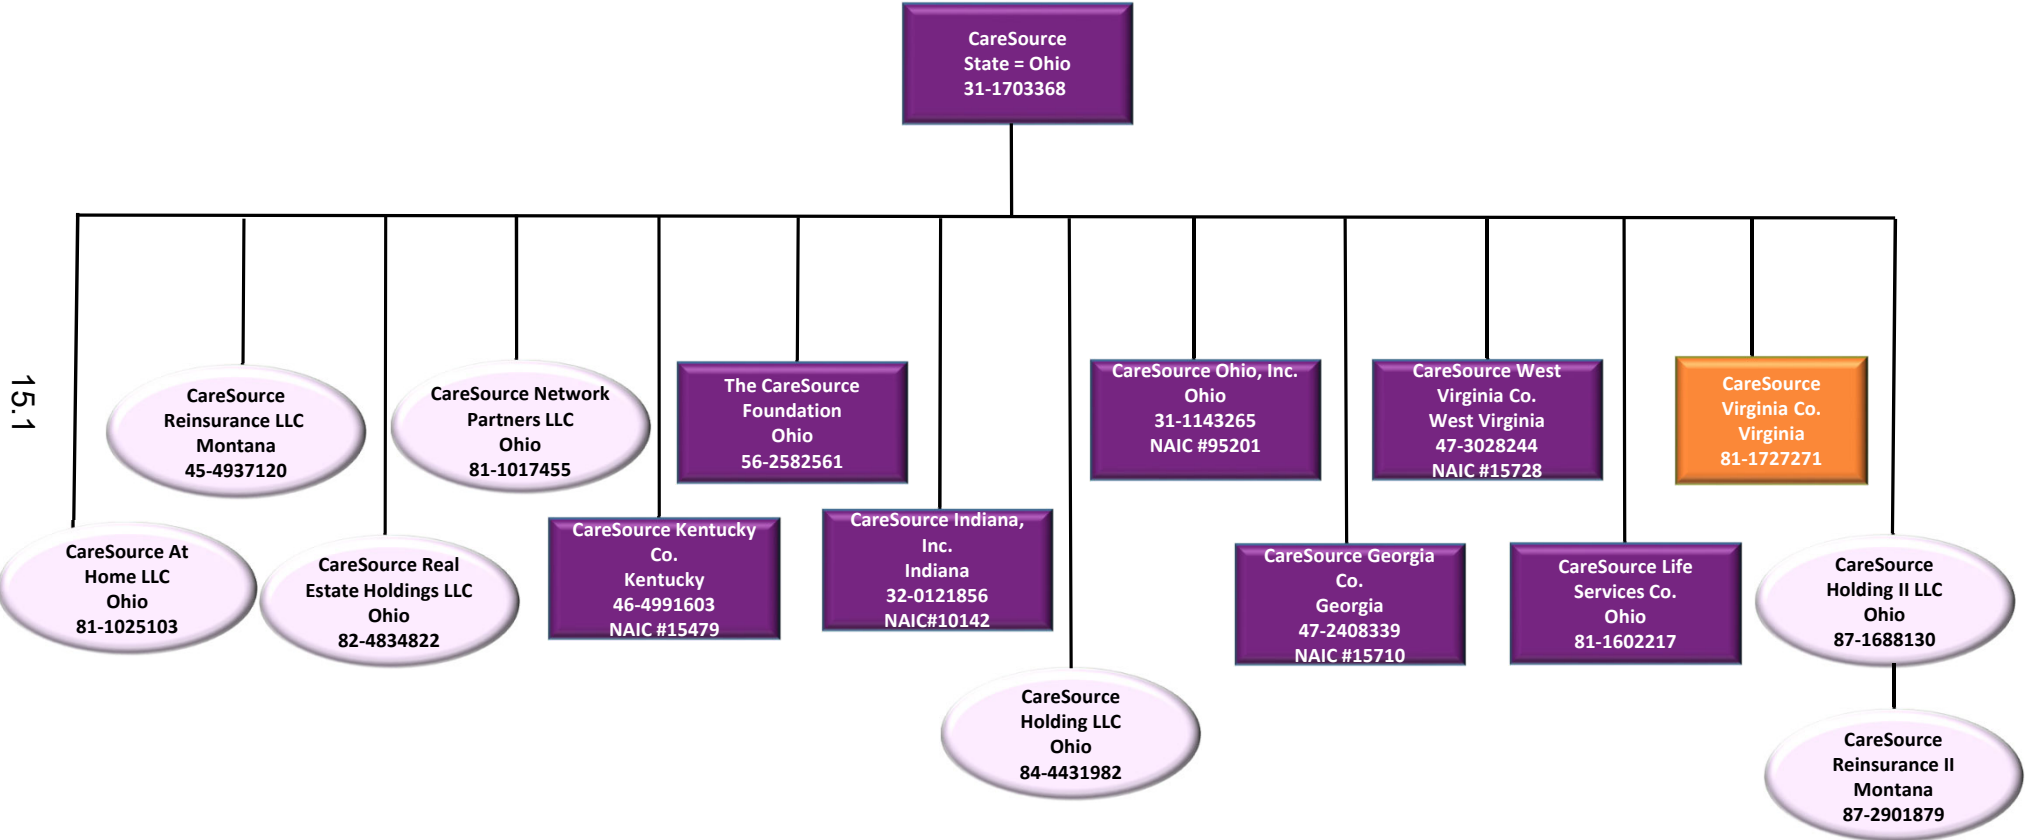 CareSource
State = Ohio
31-1703368
15.1
CareSource
Reinsurance LLC
Montana
45-4937120
CareSource Network
Partners LLC
Ohio
81-1017455
The CareSource
Foundation
Ohio
56-2582561
CareSource Ohio, Inc.
Ohio
31-1143265
NAIC #95201
CareSource West
Virginia Co.
West Virginia
47-3028244
NAIC #15728
CareSource
Virginia Co.
Virginia
81-1727271
CareSource At
Home LLC
Ohio
81-1025103
CareSource Real
Estate Holdings LLC
Ohio
82-4834822
CareSource Kentucky
Co.
Kentucky
46-4991603
NAIC #15479
CareSource Indiana,
Inc.
Indiana
32-0121856
NAIC#10142
CareSource Georgia
Co.
Georgia
47-2408339
NAIC #15710
CareSource Life
Services Co.
Ohio
81-1602217
CareSource
Holding II LLC
Ohio
87-1688130
CareSource
Holding LLC
Ohio
84-4431982
CareSource
Reinsurance II
Montana
87-2901879